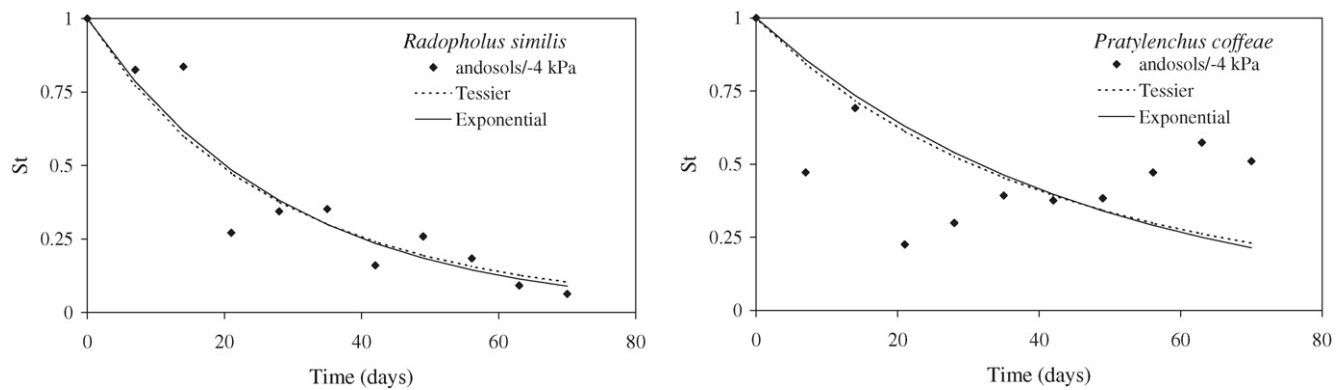 1
0.75
0.5
0.25
0
St
0
20
40
60
80
Time (days)
Radopholus similis
andosols/-4 kPa
Tessier
Exponential
1
0.75
0.5
0.25
0
St
0
20
40
60
80
Time (days)
Pratylenchus coffeae
andosols/-4 kPa
Tessier
Exponential